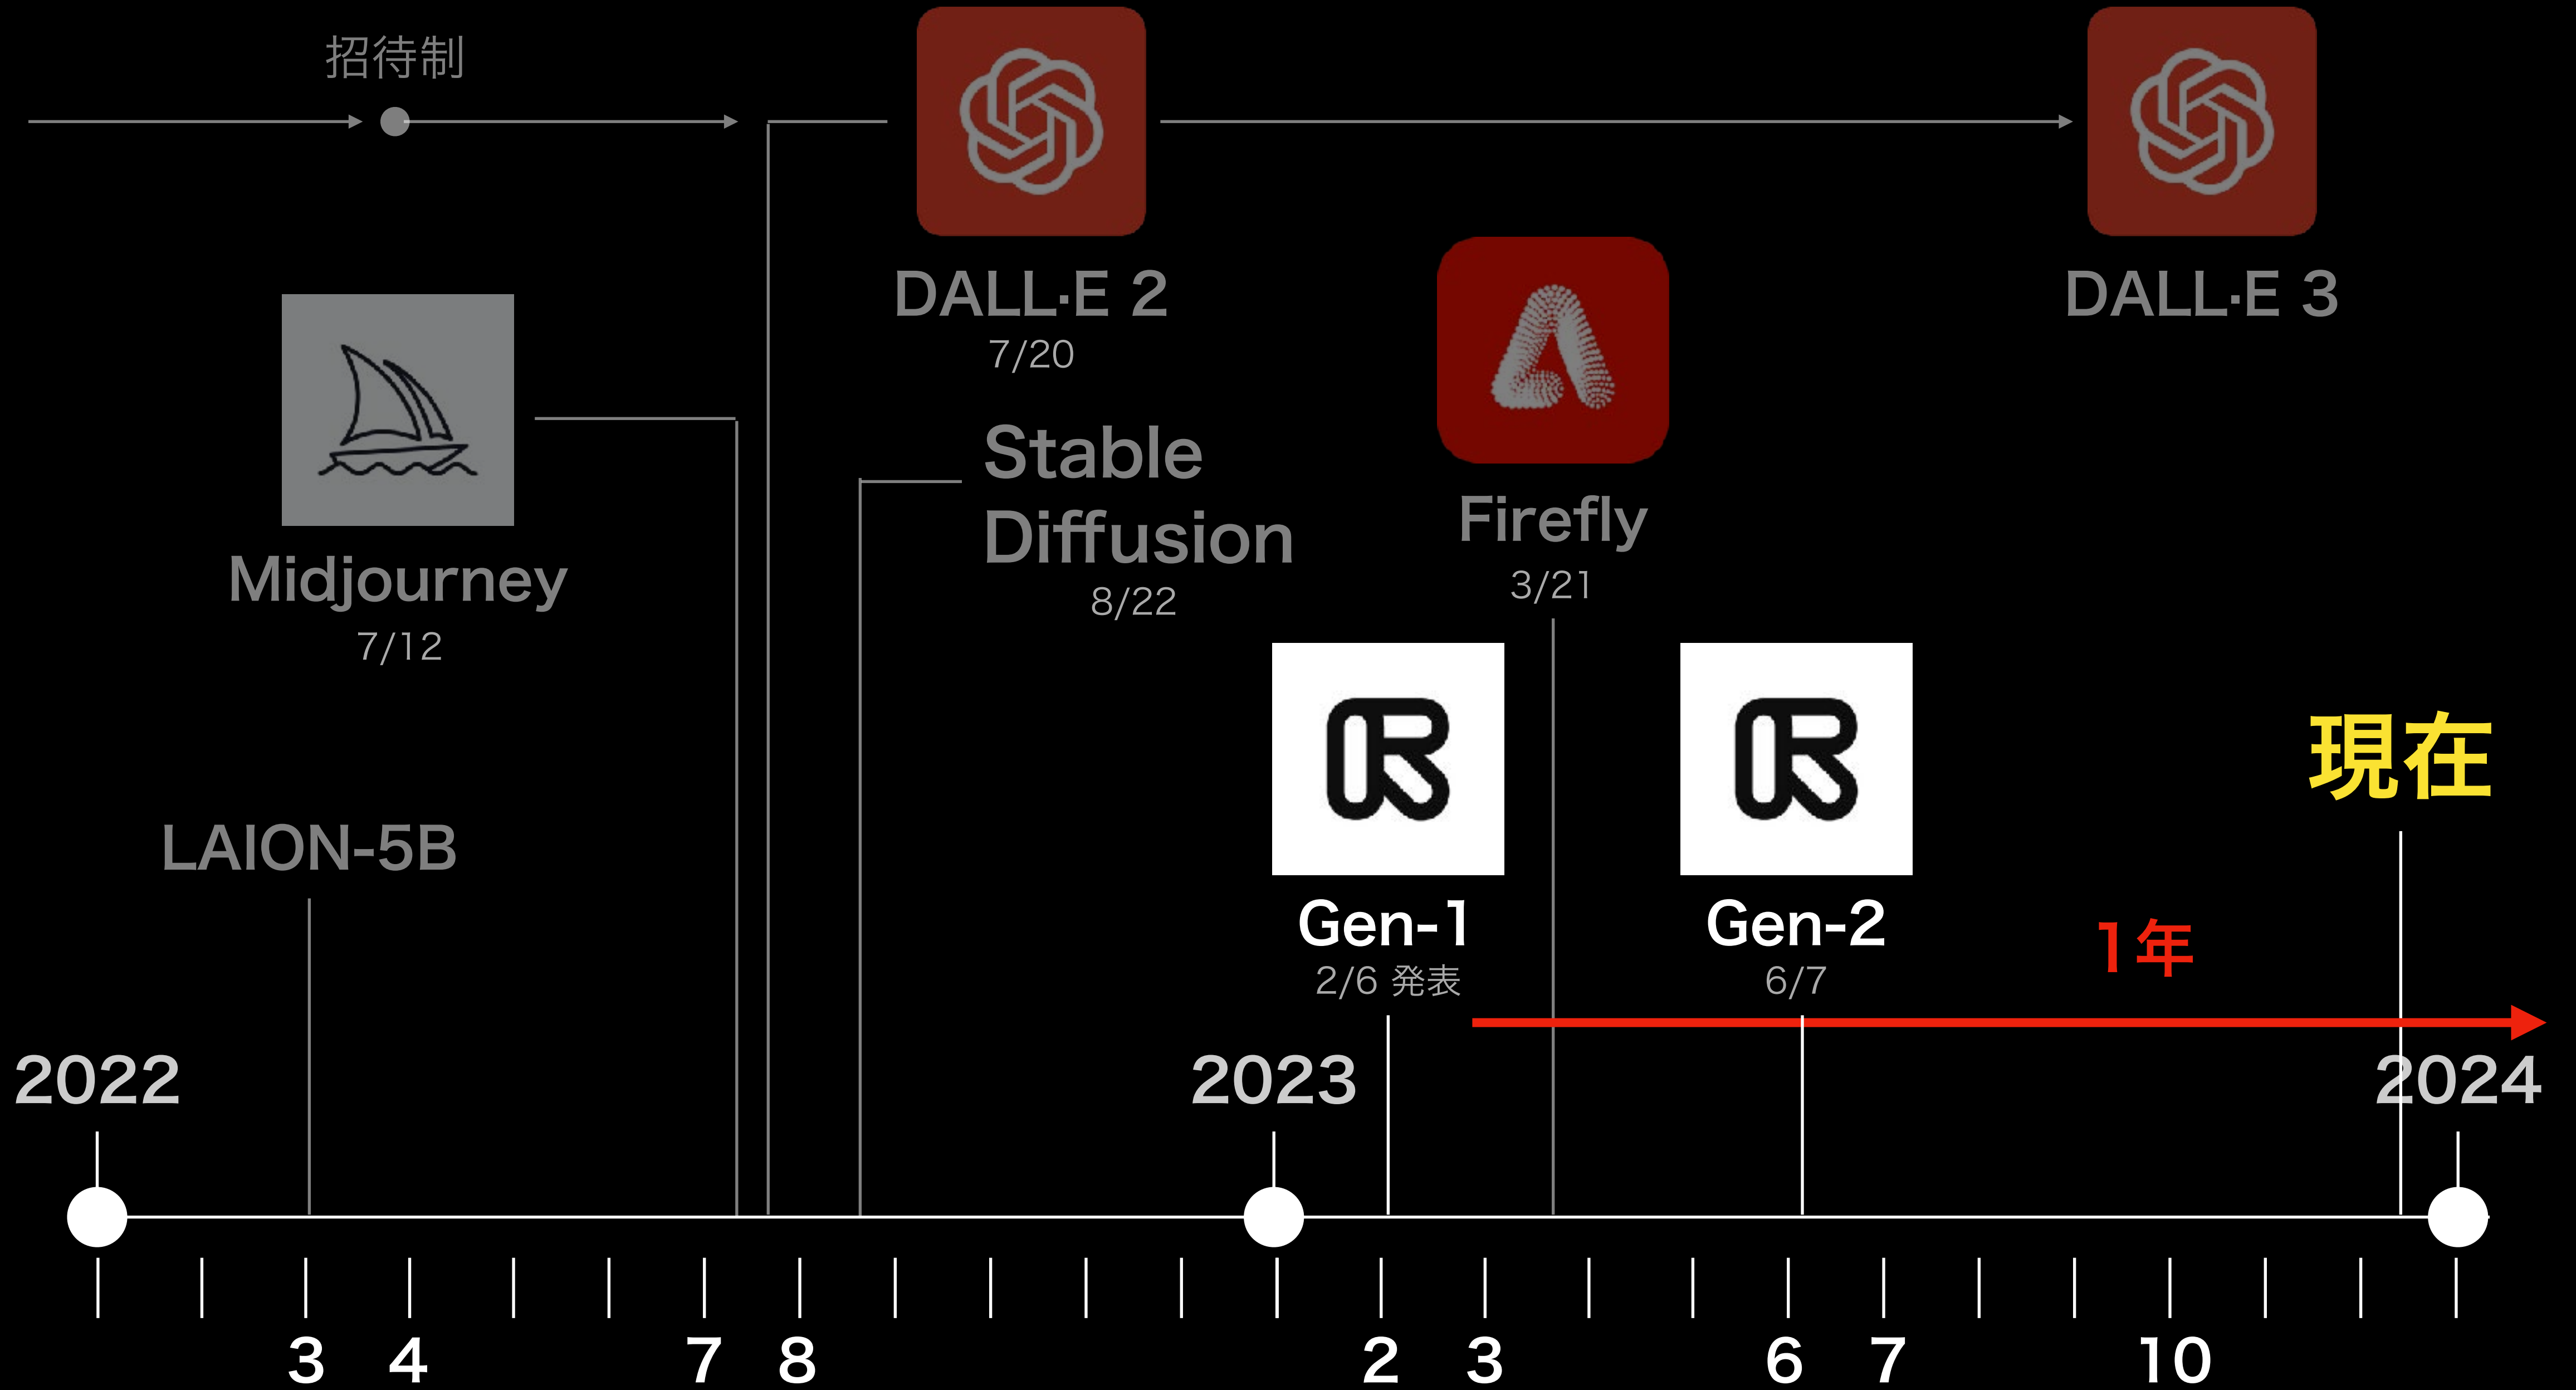 招待制
DALL·E 2
7/20
DALL·E 3
Midjourney
7/12
Stable
Diffusion
8/22
Firefly
3/21
LAION-5B
Gen-1
2/6 発表
Gen-2
6/7
現在
1年
2022
2023
2024
3 4 7 8 2 3 6 7 10